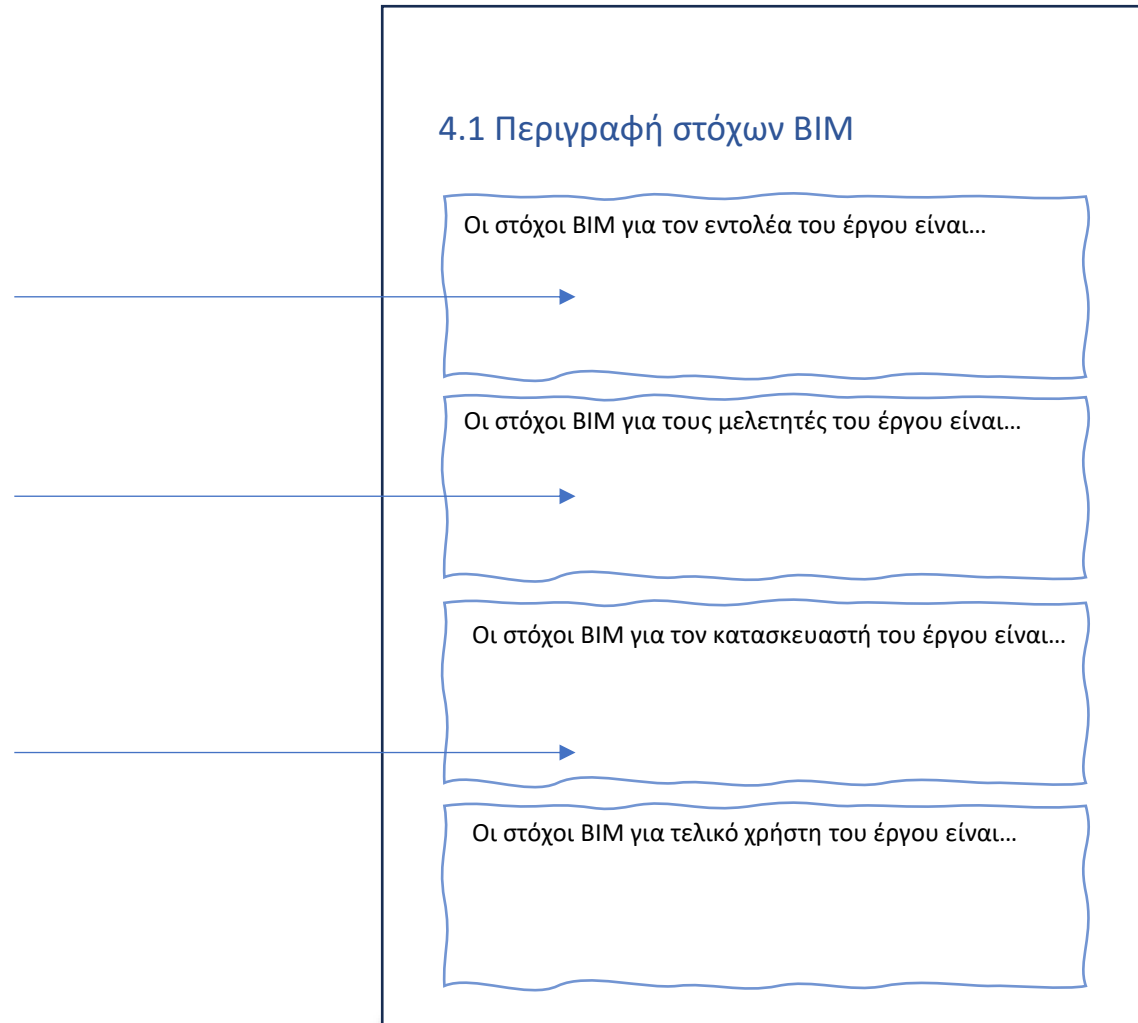 4.1 Περιγραφή στόχων BIM
Οι στόχοι BIM για τον εντολέα του έργου είναι…
Οι στόχοι BIM για τους μελετητές του έργου είναι…
Οι στόχοι BIM για τον κατασκευαστή του έργου είναι…
Οι στόχοι BIM για τελικό χρήστη του έργου είναι…